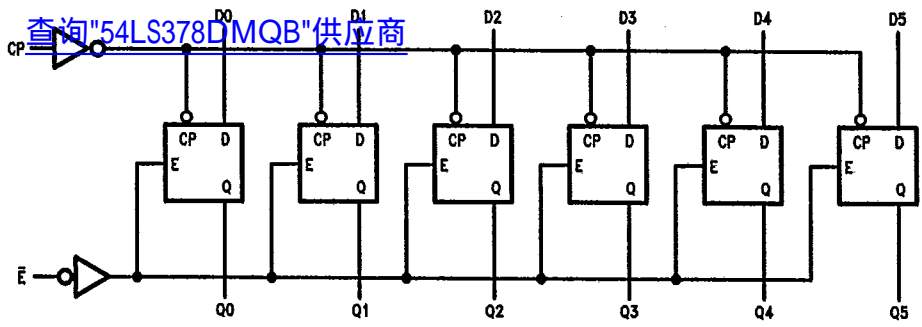 D0 D1 D2 D3 D4 D5
查询"54LS378DMQB"供应商
CP
CP D CP D CP D CP D CP D CP D
E E E E E E
Q Q Q Q Q Q
E̅
Q0 Q1 Q2 Q3 Q4 Q5